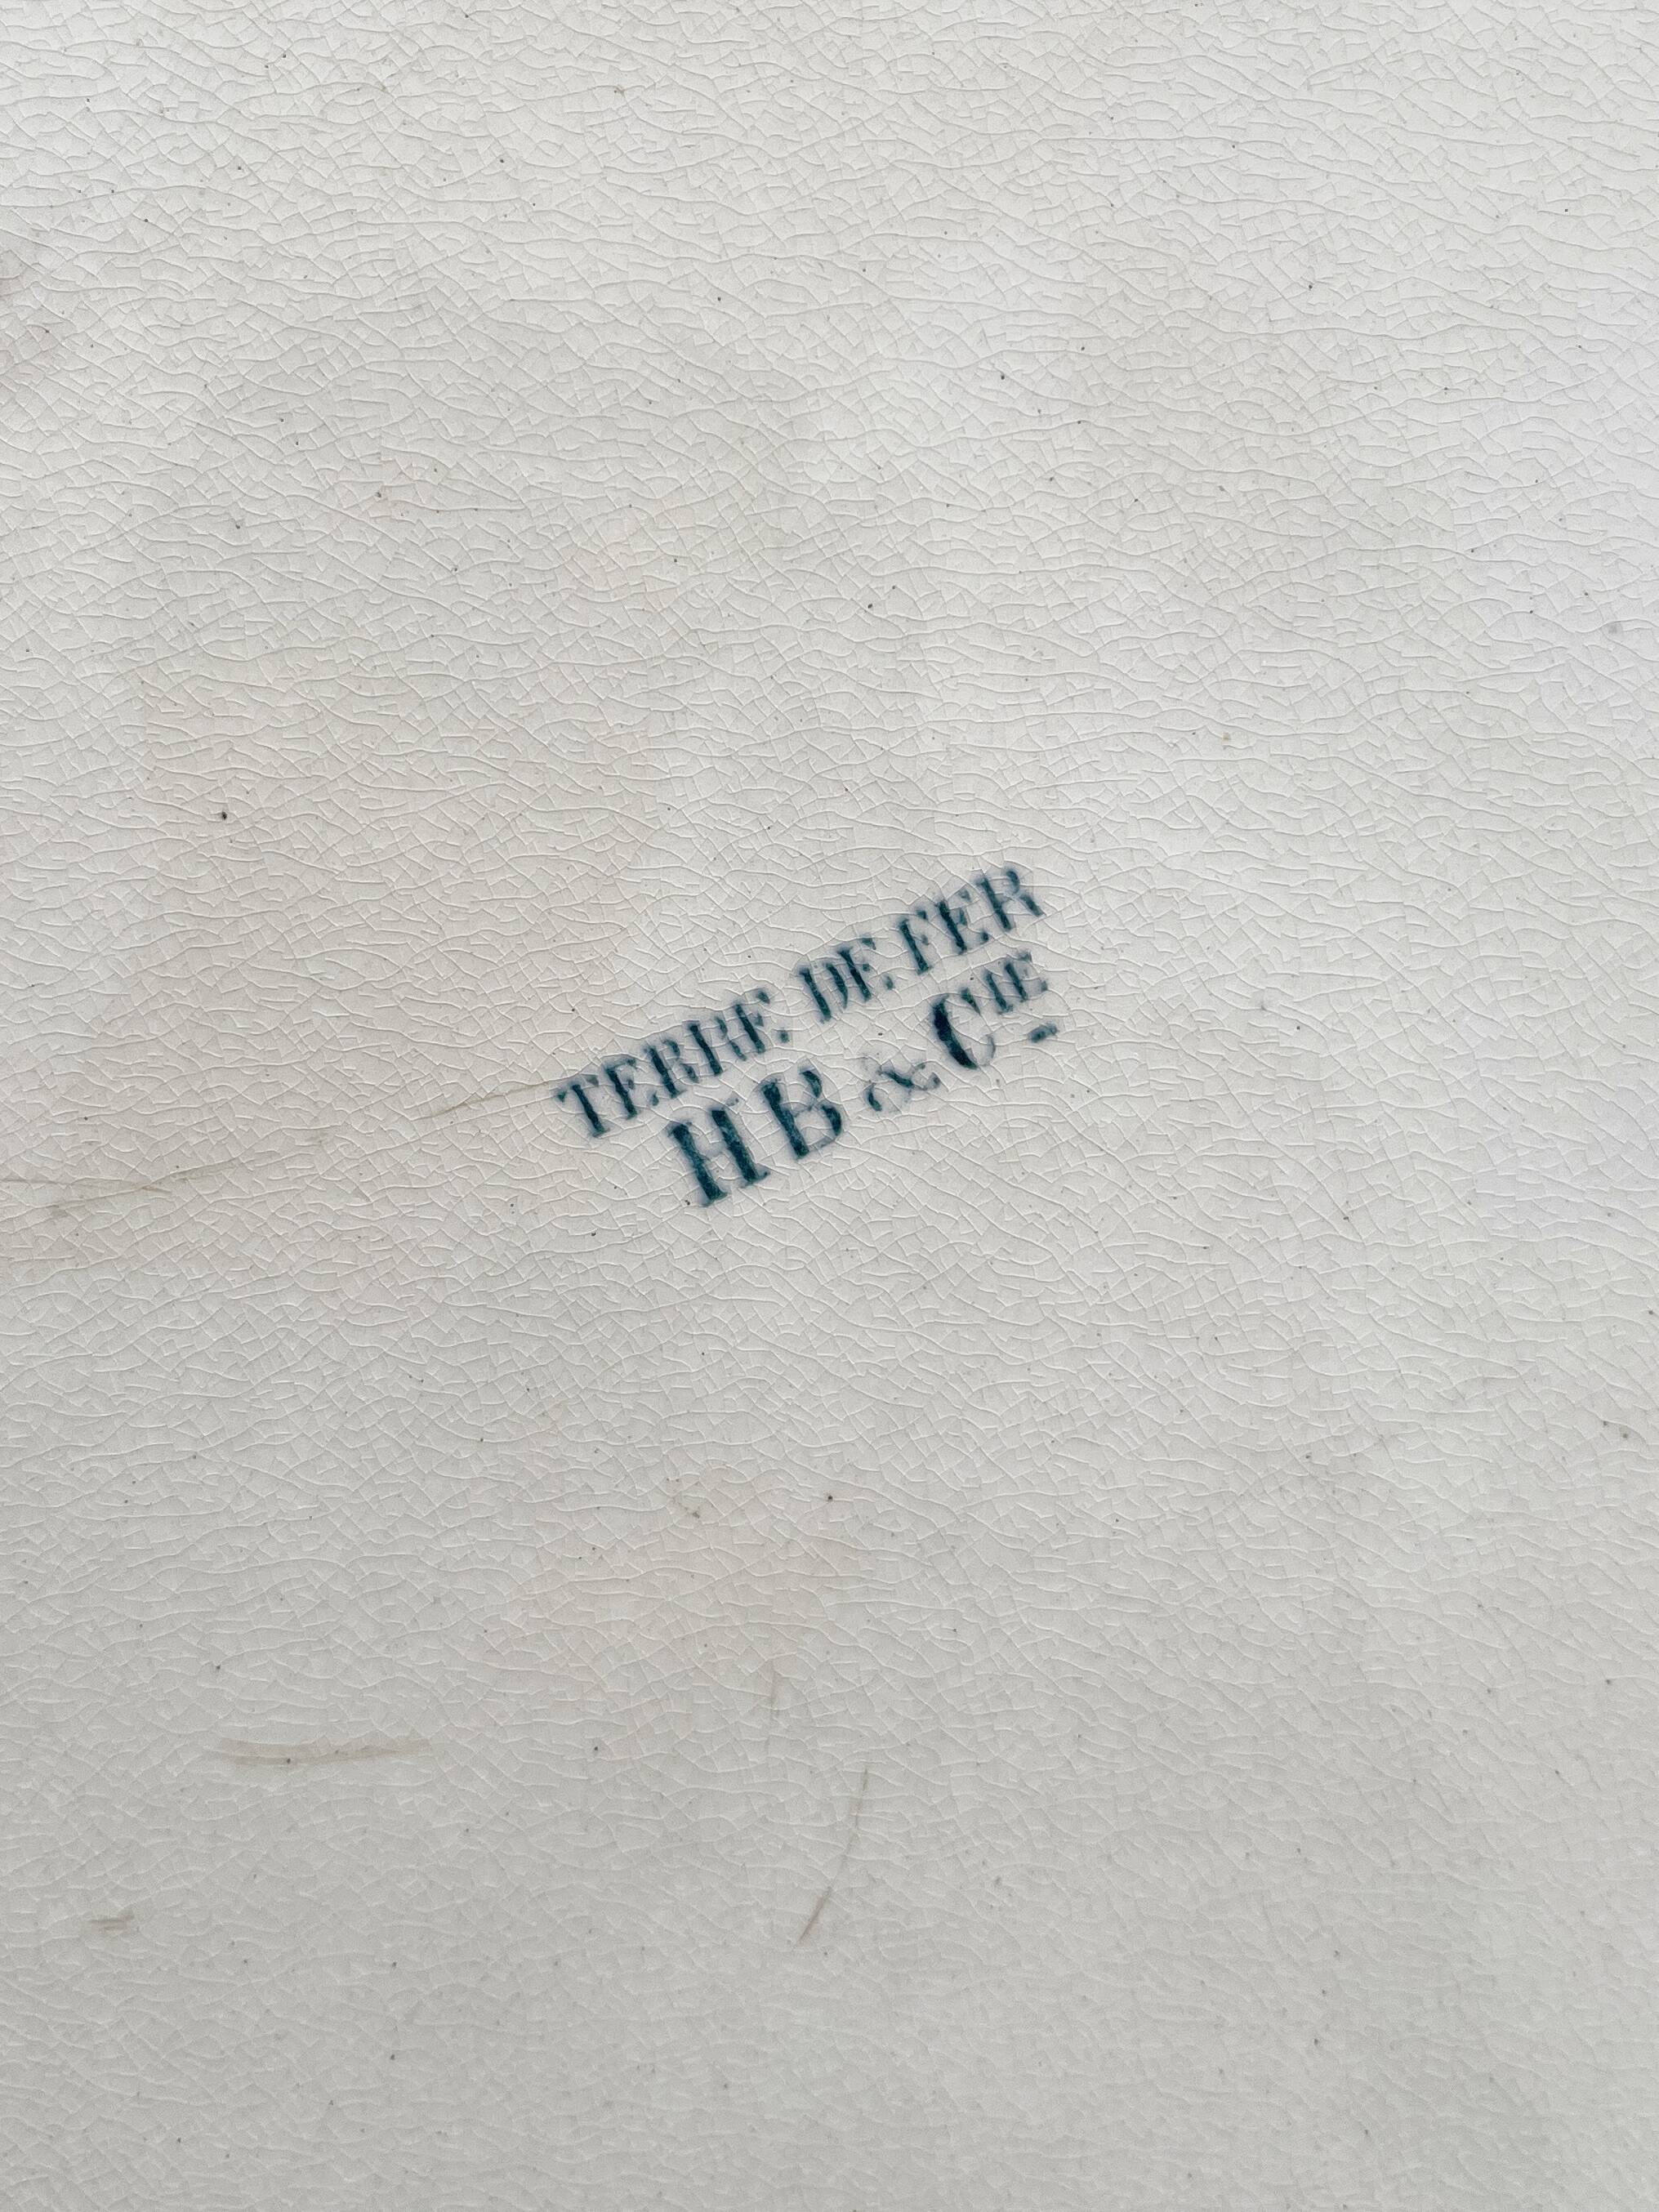 TERRE DE FER
HB & CIE